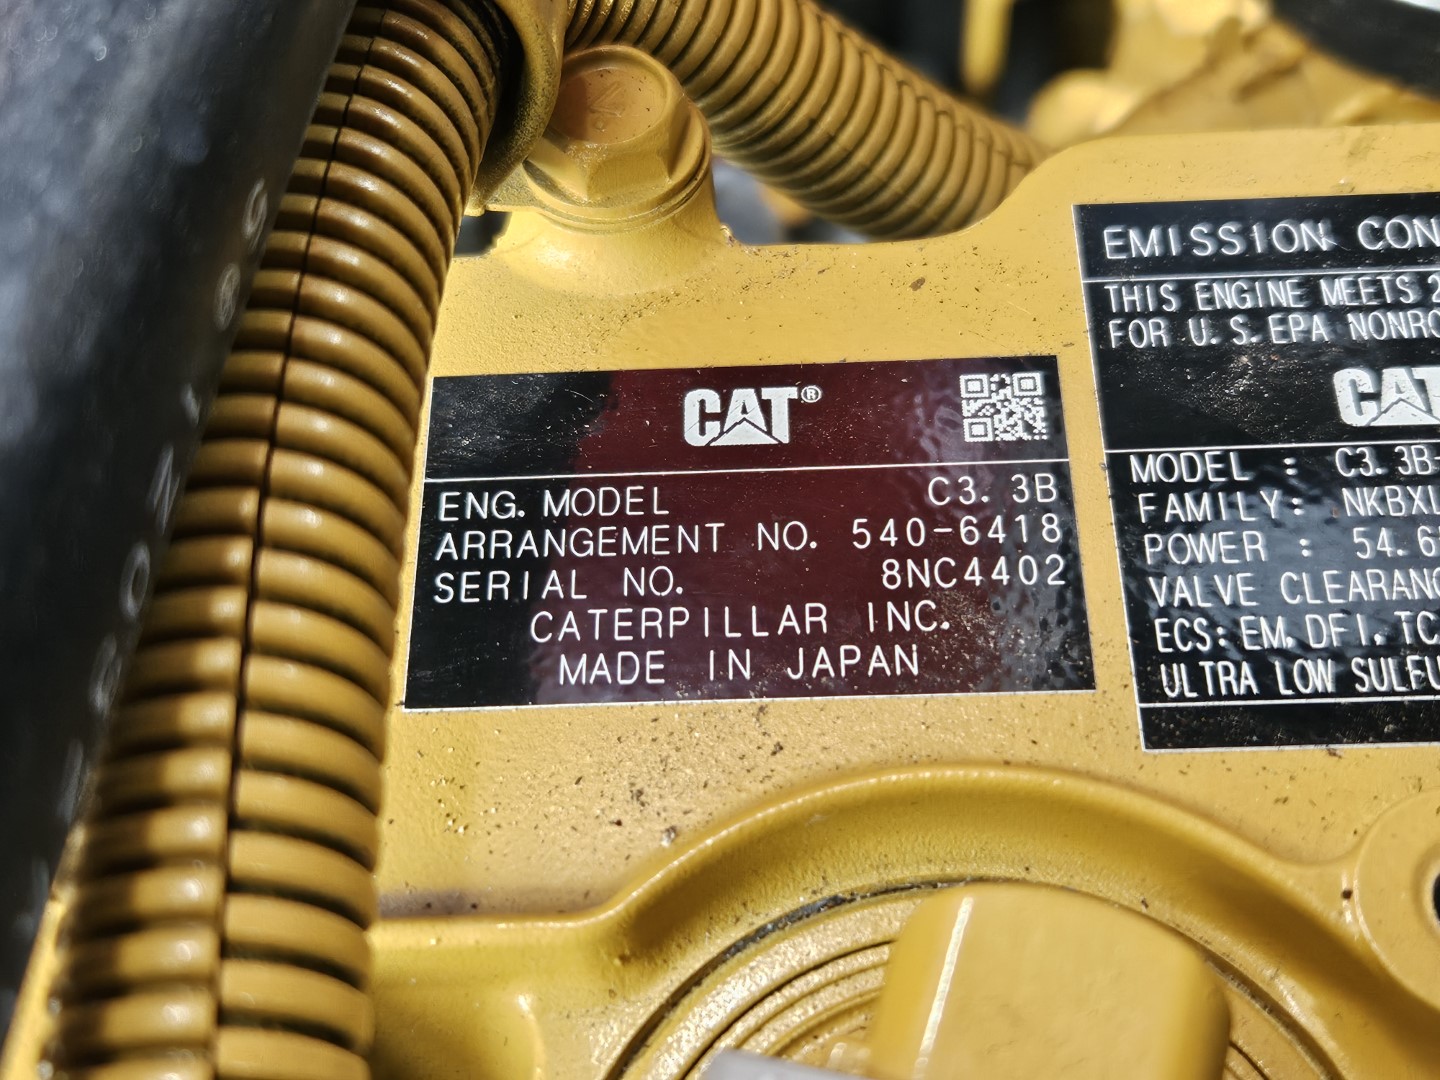 CAT®
ENG. MODEL C3.3B
ARRANGEMENT NO. 540-6418
SERIAL NO. 8NC4402
CATERPILLAR INC.
MADE IN JAPAN
EMISSION CON
THIS ENGINE MEETS 2
FOR U.S.EPA NONRO
CAT
MODEL : C3.3B-
FAMILY: NKBXL
POWER : 54.6
VALVE CLEARANC
ECS: EM, DFI, TC,
ULTRA LOW SULFU